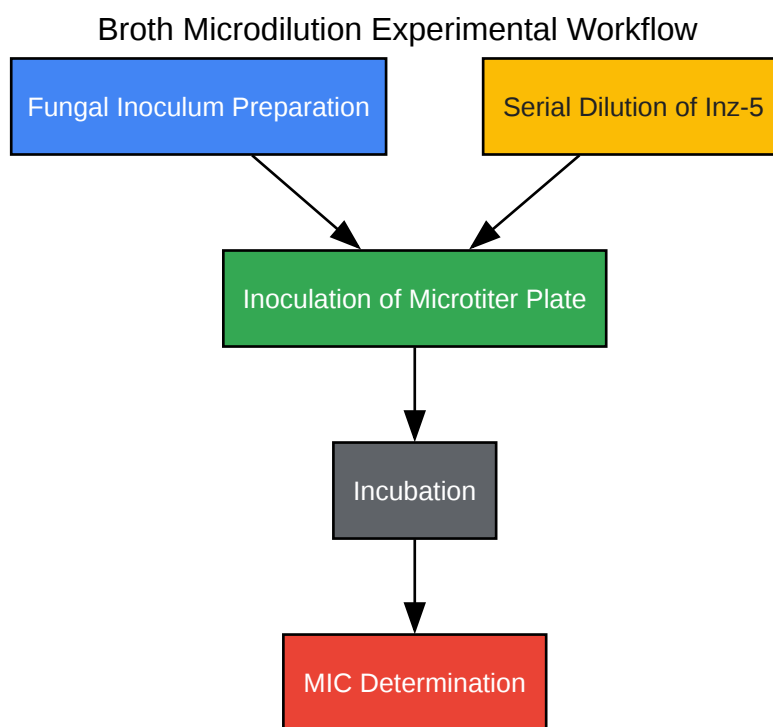 Broth Microdilution Experimental Workflow
Fungal Inoculum Preparation
Serial Dilution of Inz-5
Inoculation of Microtiter Plate
Incubation
MIC Determination